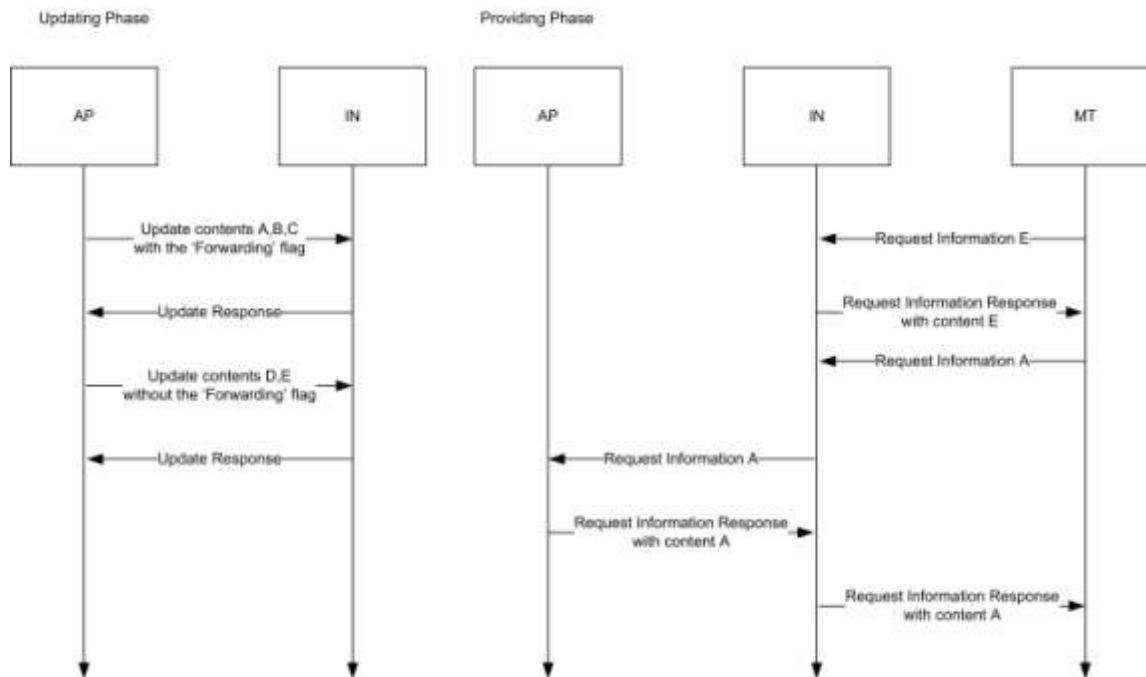 Updating Phase
Providing Phase
AP
IN
AP
IN
MT
Update contents A,B,C
with the 'Forwarding' flag
Update Response
Update contents D,E
without the 'Forwarding' flag
Update Response
Request Information E
Request Information Response
with content E
Request Information A
Request Information A
Request Information Response
with content A
Request Information Response
with content A